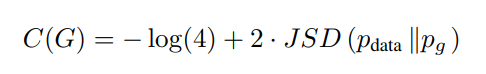 C(G) = − log(4) + 2 · JSD (p_data ‖p_g )